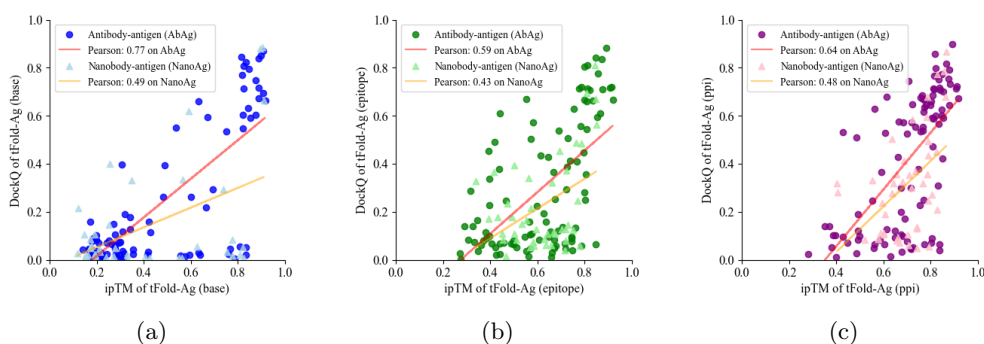 DockQ of tFold-Ag (base)
1.0
0.8
0.6
0.4
0.2
0.0
Antibody-antigen (AbAg)
Pearson: 0.77 on AbAg
Nanobody-antigen (NanoAg)
Pearson: 0.49 on NanoAg
0.0 0.2 0.4 0.6 0.8 1.0
ipTM of tFold-Ag (base)
(a)
DockQ of tFold-Ag (epitope)
1.0
0.8
0.6
0.4
0.2
0.0
Antibody-antigen (AbAg)
Pearson: 0.59 on AbAg
Nanobody-antigen (NanoAg)
Pearson: 0.43 on NanoAg
0.0 0.2 0.4 0.6 0.8 1.0
ipTM of tFold-Ag (epitope)
(b)
DockQ of tFold-Ag (ppi)
1.0
0.8
0.6
0.4
0.2
0.0
Antibody-antigen (AbAg)
Pearson: 0.64 on AbAg
Nanobody-antigen (NanoAg)
Pearson: 0.48 on NanoAg
0.0 0.2 0.4 0.6 0.8 1.0
ipTM of tFold-Ag (ppi)
(c)